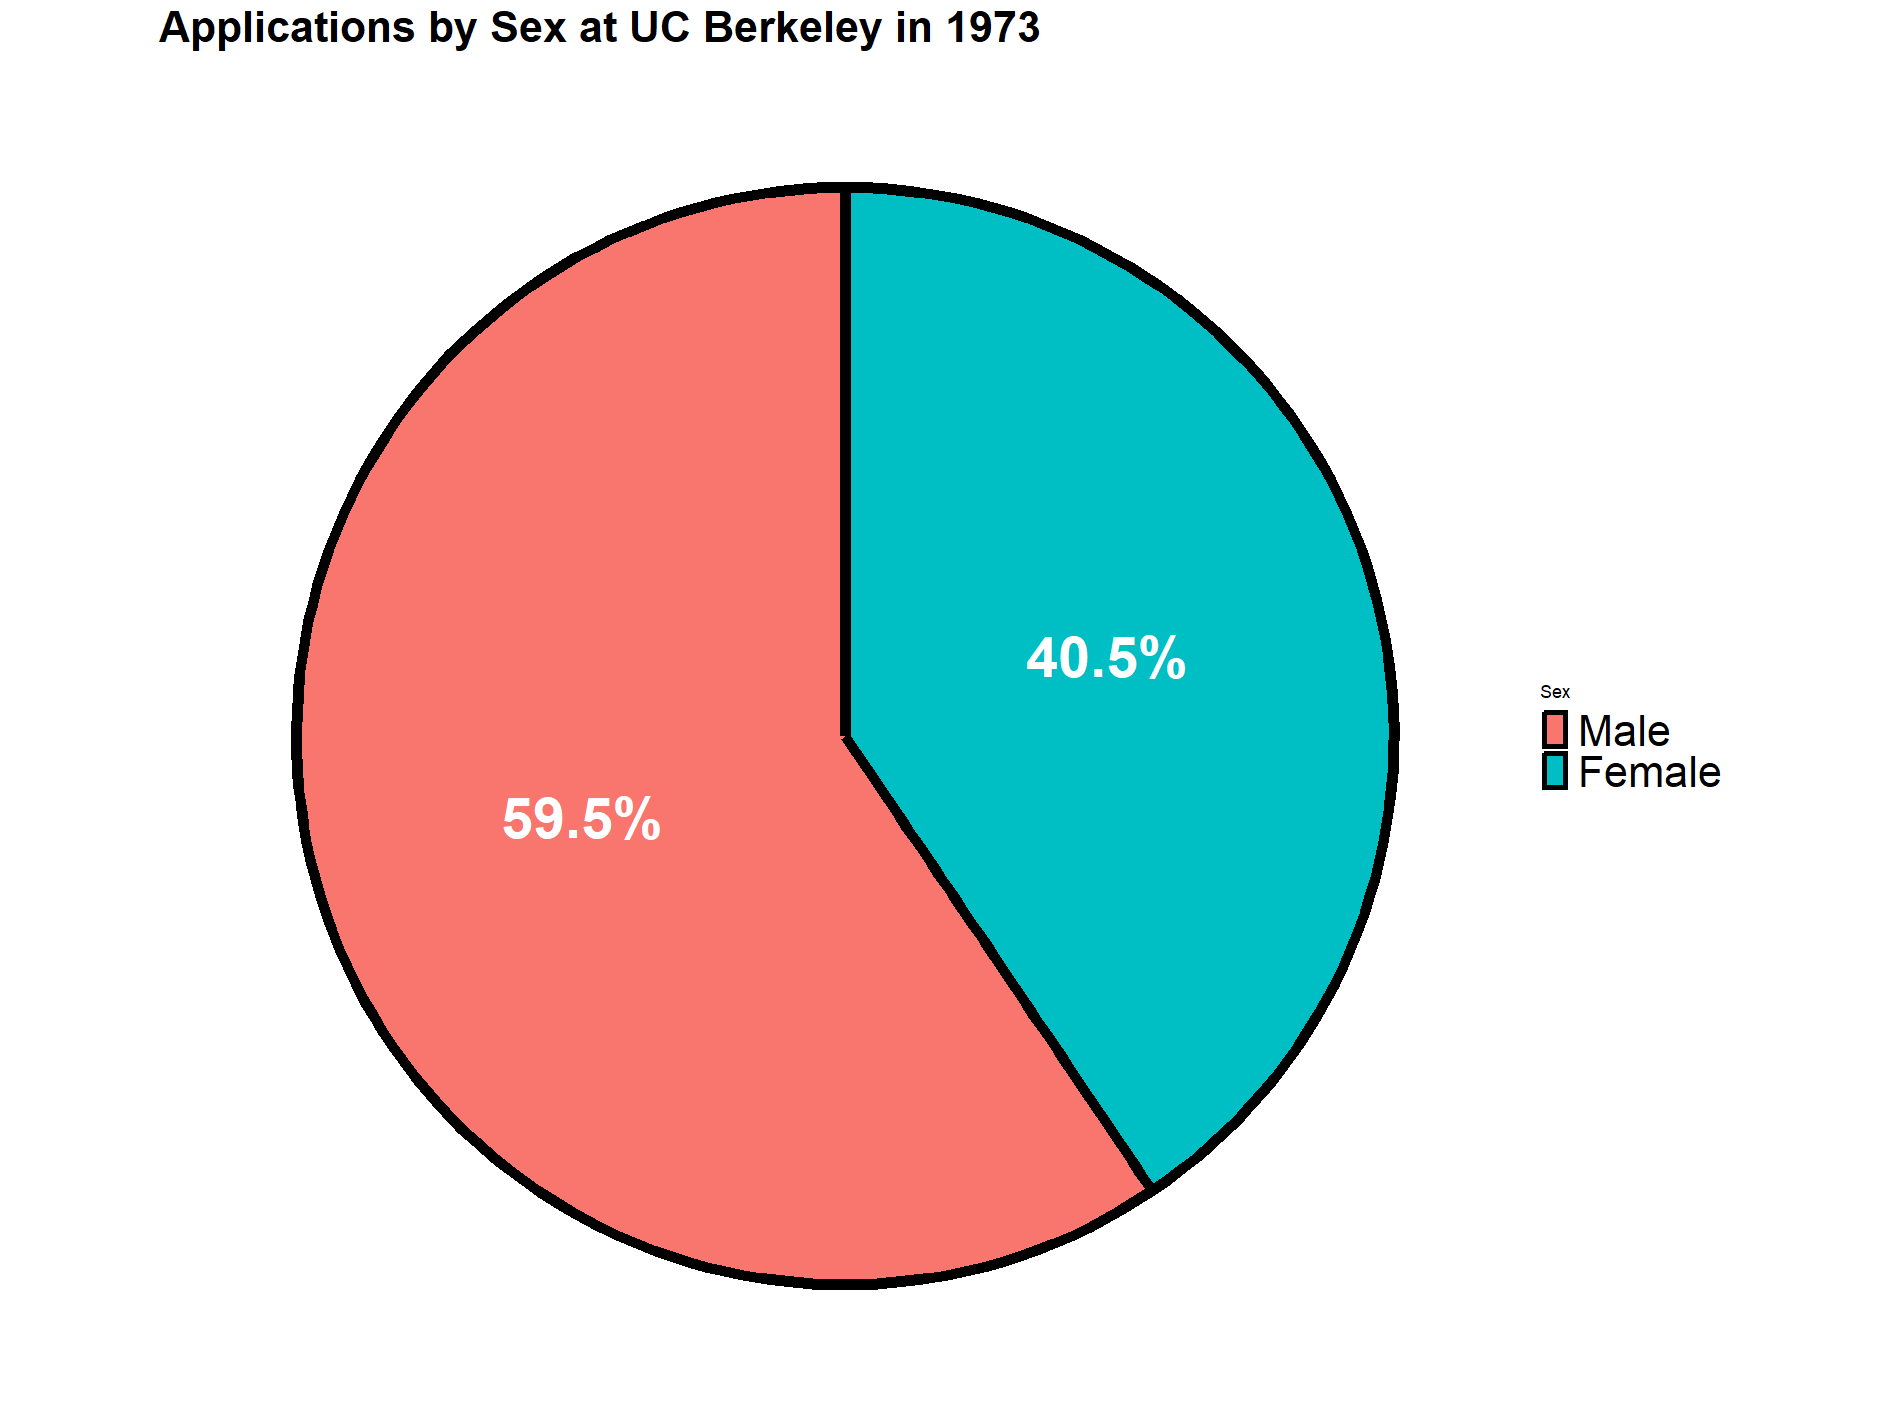 Applications by Sex at UC Berkeley in 1973
40.5%
59.5%
Sex
Male
Female